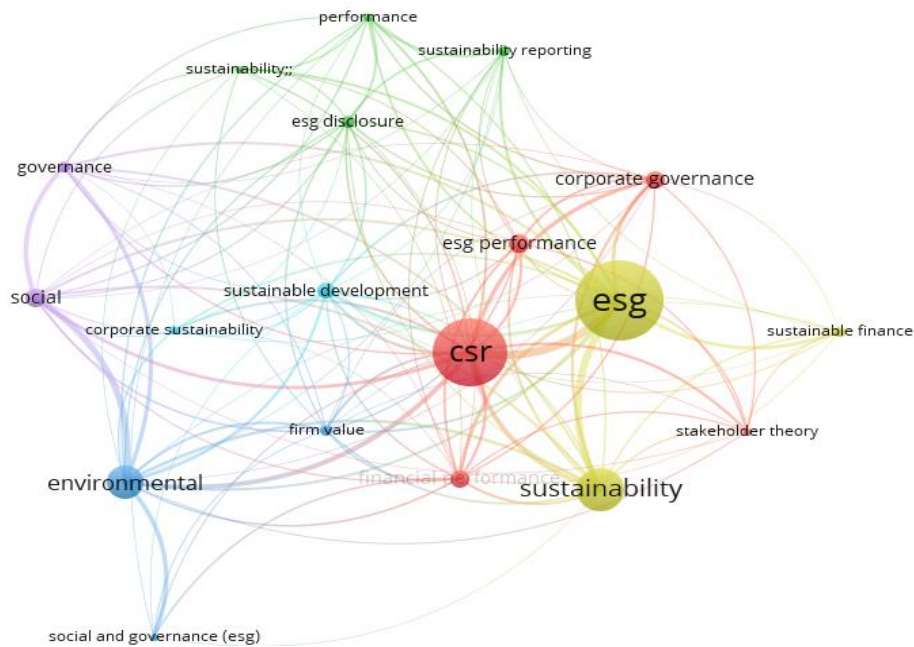 performance
sustainability reporting
sustainability;;
esg disclosure
governance
corporate governance
esg performance
sustainable development
social
esg
corporate sustainability
sustainable finance
csr
firm value
stakeholder theory
financial performance
environmental
sustainability
social and governance (esg)